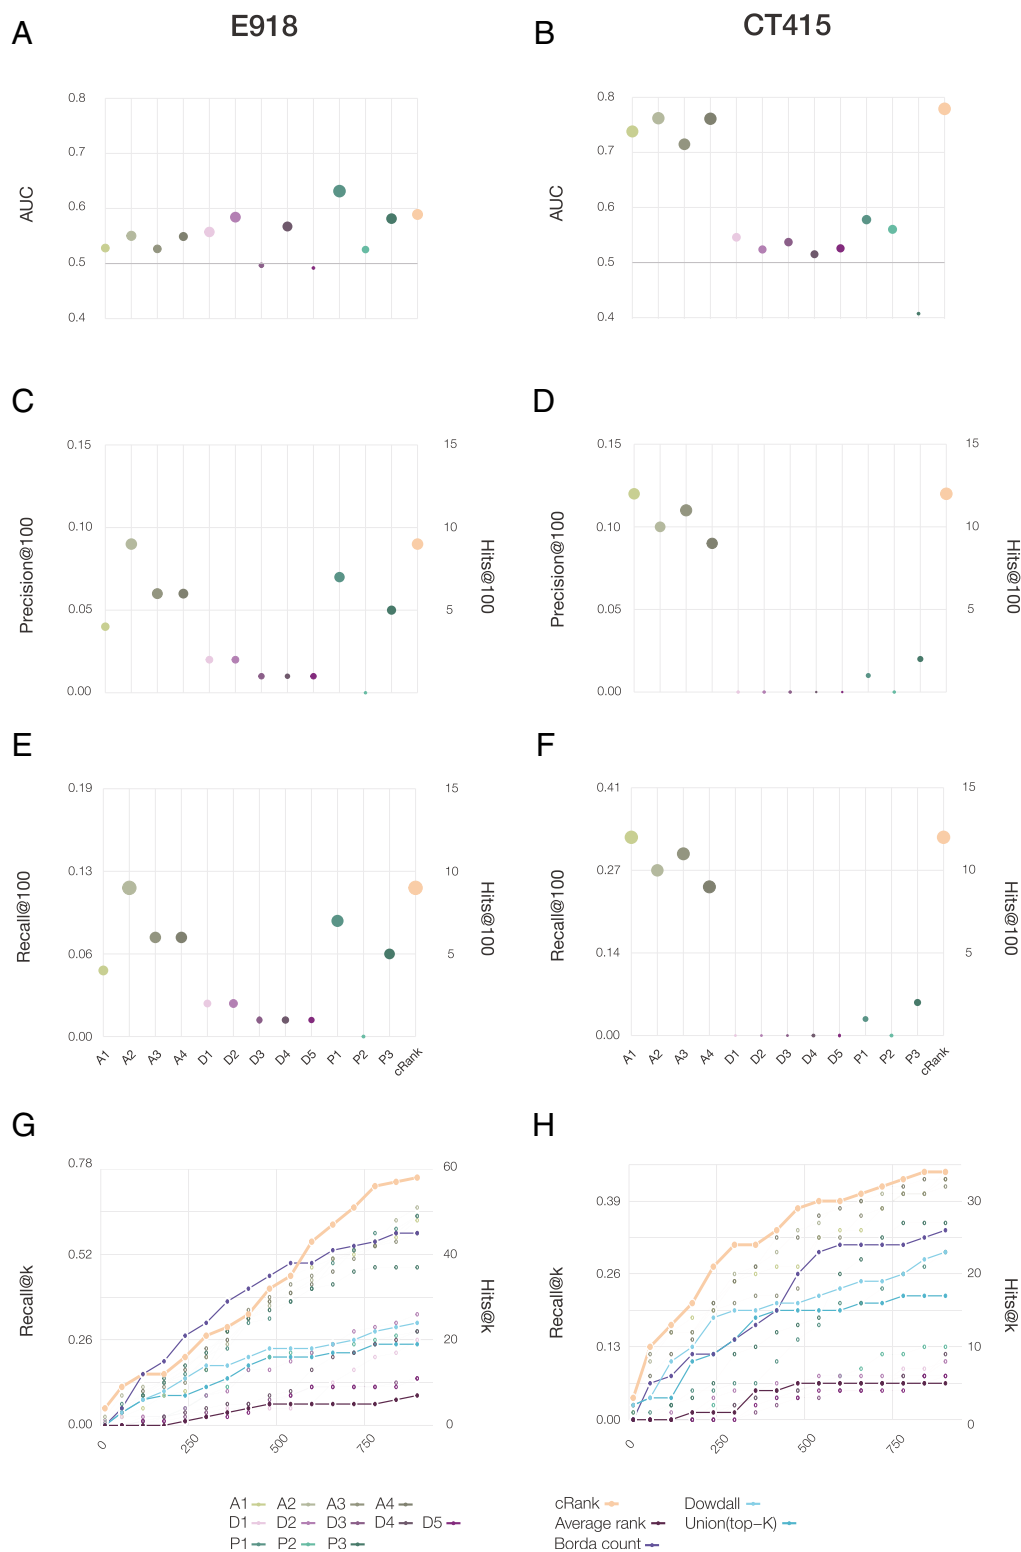 A
E918
B
CT415
0.8
0.7
0.6
0.5
0.4
AUC
0.8
0.7
0.6
0.5
0.4
AUC
C
D
0.15
0.10
0.05
0.00
Precision@100
15
10
5
Hits@100
0.15
0.10
0.05
0.00
Precision@100
15
10
5
Hits@100
E
F
0.19
0.13
0.06
0.00
Recall@100
15
10
5
Hits@100
A1 A2 A3 A4 D1 D2 D3 D4 D5 P1 P2 P3 cRank
0.41
0.27
0.14
0.00
Recall@100
15
10
5
Hits@100
A1 A2 A3 A4 D1 D2 D3 D4 D5 P1 P2 P3 cRank
G
H
0.78
0.52
0.26
0.00
Recall@k
60
40
20
0
Hits@k
0 250 500 750
0.39
0.26
0.13
0.00
Recall@k
30
20
10
0
Hits@k
0 250 500 750
A1 A2 A3 A4
D1 D2 D3 D4 D5
P1 P2 P3
cRank Dowdall
Average rank Union(top-K)
Borda count